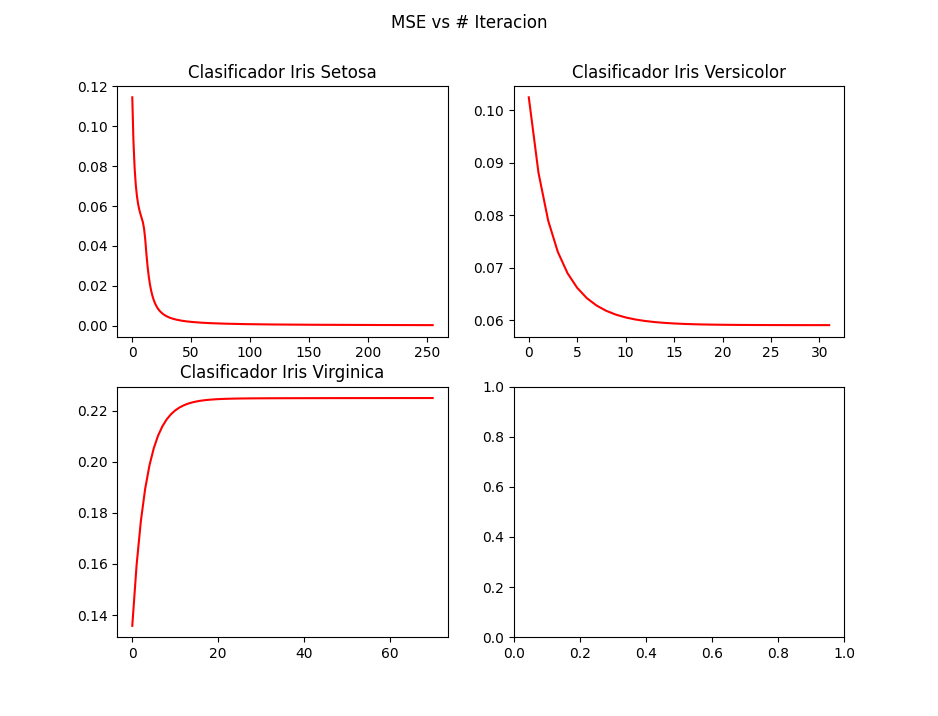 MSE vs # Iteracion
Clasificador Iris Setosa
0.12
0.10
0.08
0.06
0.04
0.02
0.00
0 50 100 150 200 250
Clasificador Iris Versicolor
0.10
0.09
0.08
0.07
0.06
0 5 10 15 20 25 30
Clasificador Iris Virginica
0.22
0.20
0.18
0.16
0.14
0 20 40 60
1.0
0.8
0.6
0.4
0.2
0.0
0.0 0.2 0.4 0.6 0.8 1.0